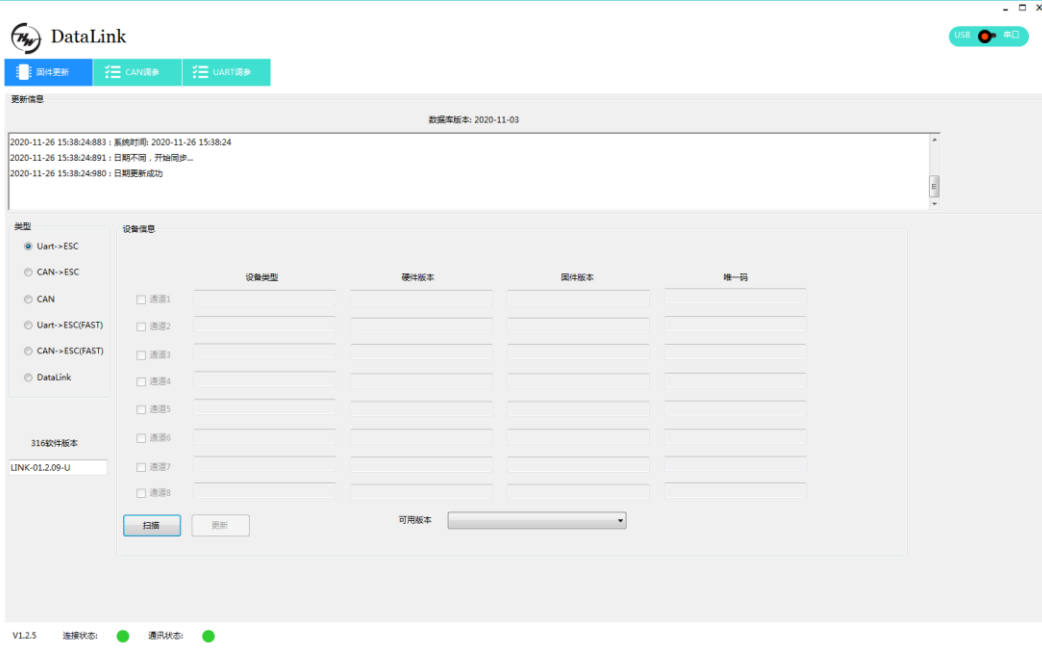 HW DataLink
USB 串口
固件更新 CAN调参 UART调参
更新信息
数据库版本: 2020-11-03
2020-11-26 15:38:24:883 : 系统时间: 2020-11-26 15:38:24
2020-11-26 15:38:24:891 : 日期不同，开始同步...
2020-11-26 15:38:24:980 : 日期更新成功
类型
Uart->ESC
CAN->ESC
CAN
Uart->ESC(FAST)
CAN->ESC(FAST)
DataLink
316软件版本
LINK-01.2.09-U
设备信息
设备类型 硬件版本 固件版本 唯一码
通道1
通道2
通道3
通道4
通道5
通道6
通道7
通道8
扫描 更新 可用版本
V1.2.5 连接状态: 通讯状态: